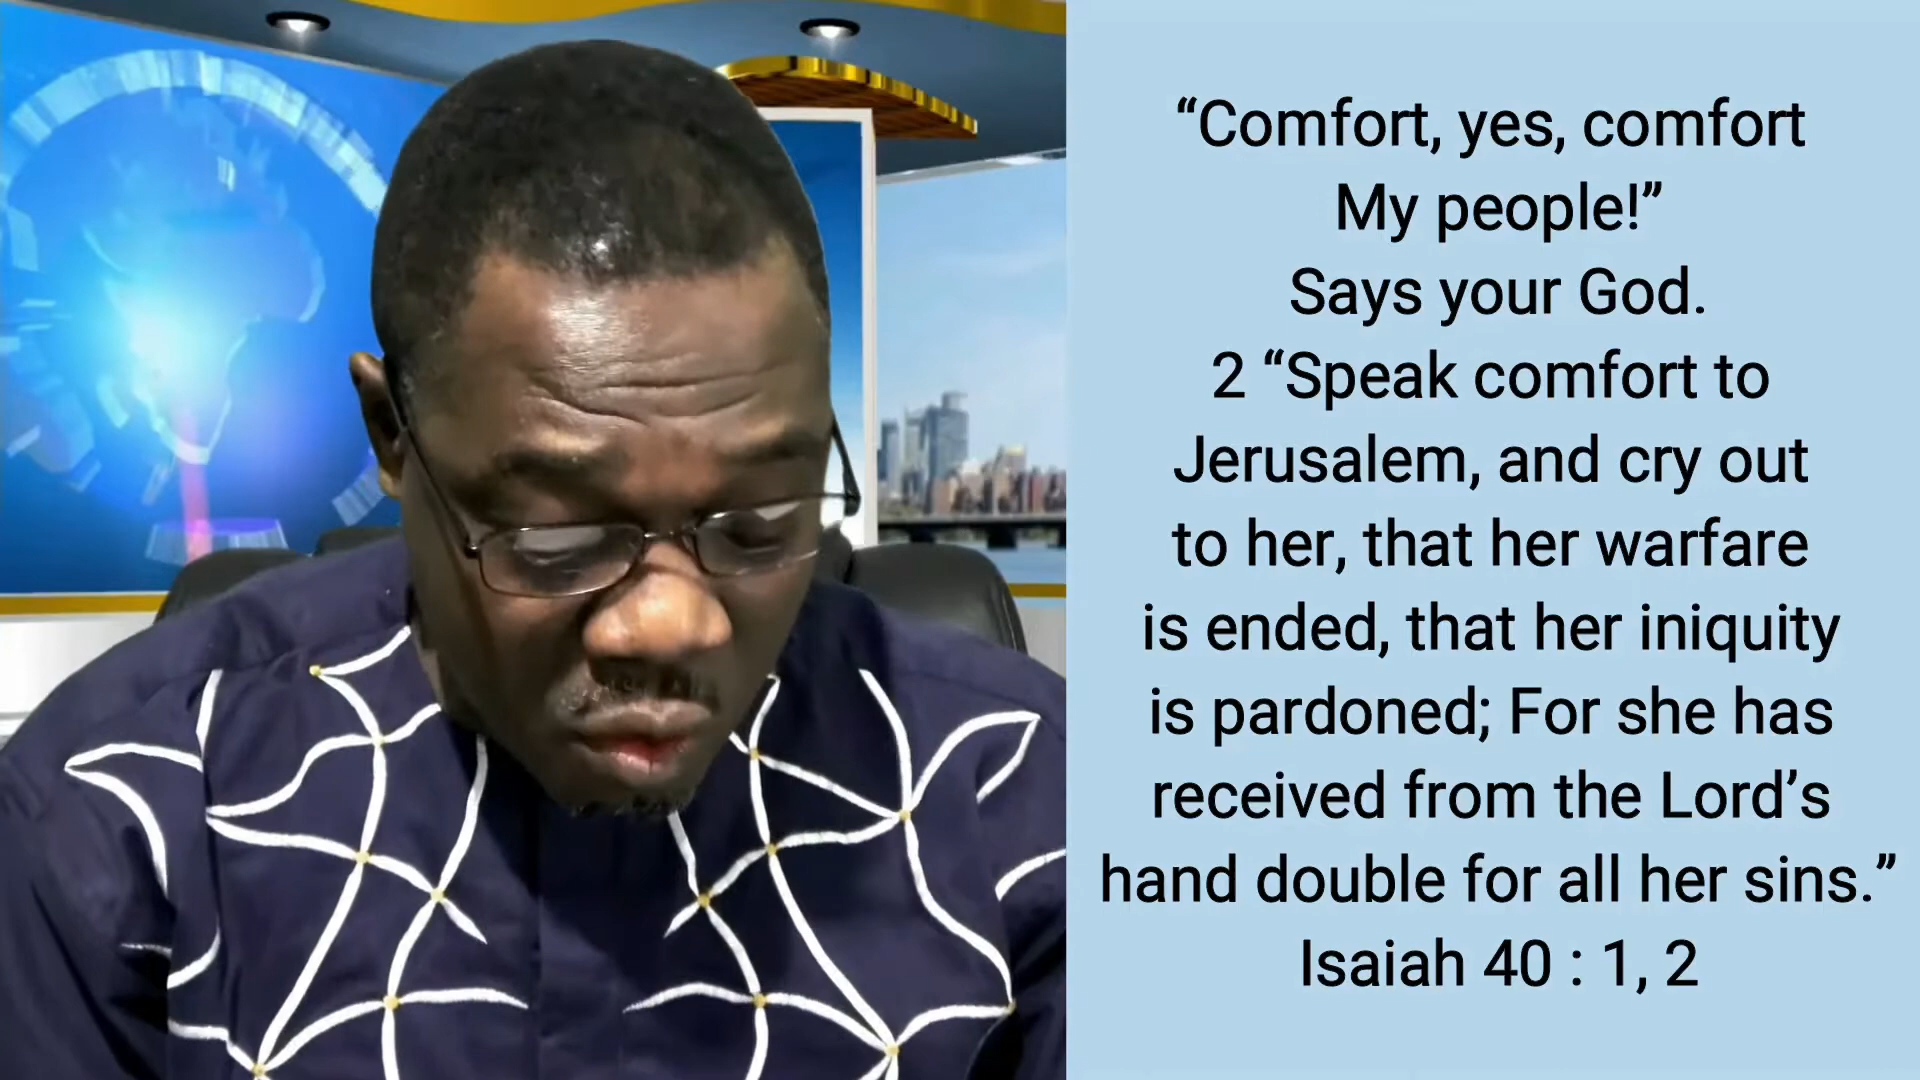 “Comfort, yes, comfort
My people!”
Says your God.
2 “Speak comfort to
Jerusalem, and cry out
to her, that her warfare
is ended, that her iniquity
is pardoned; For she has
received from the Lord’s
hand double for all her sins.”
Isaiah 40 : 1, 2